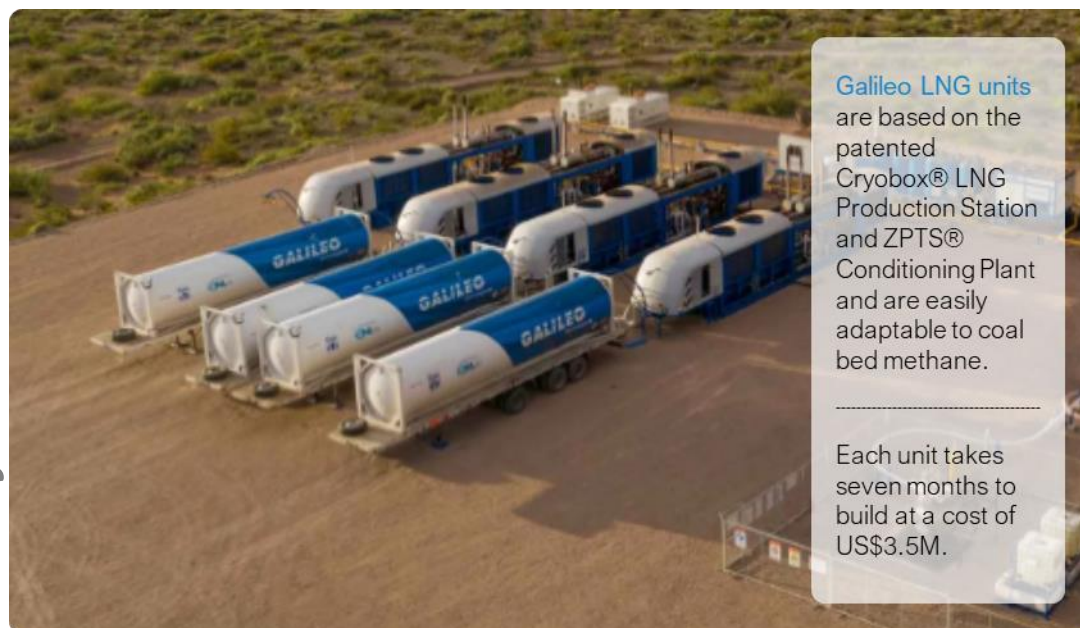 Galileo LNG units
are based on the
patented
Cryobox® LNG
Production Station
and ZPTS®
Conditioning Plant
and are easily
adaptable to coal
bed methane.
Each unit takes
seven months to
build at a cost of
US$3.5M.
GALILEO
GALILEO
GALILEO
GALILEO